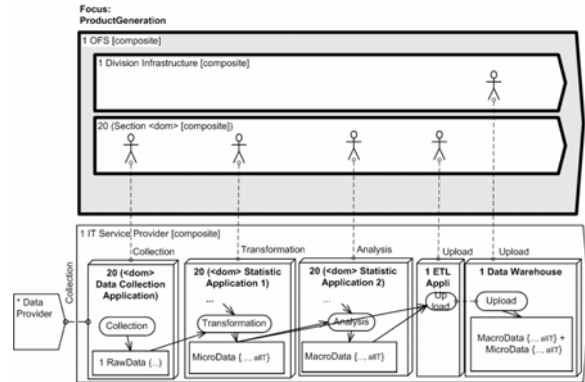 Focus:
ProductGeneration
1 OFS [composite]
1 Division Infrastructure [composite]
20 (Section <dom> [composite])
1 IT Service Provider [composite]
Collection
Transformation
Analysis
Upload
Upload
Collection
* Data
Provider
20 (<dom>
Data Collection
Application)
Collection
1 RawData (...)
20 (<dom> Statistic
Application 1)
...
Transformation
MicroData {..., allT}
20 (<dom> Statistic
Application 2)
...
Analysis
MacroData {..., allT}
1 ETL
Appli
Up
load
1 Data Warehouse
Upload
MacroData {..., allT} +
MicroData {..., allT}